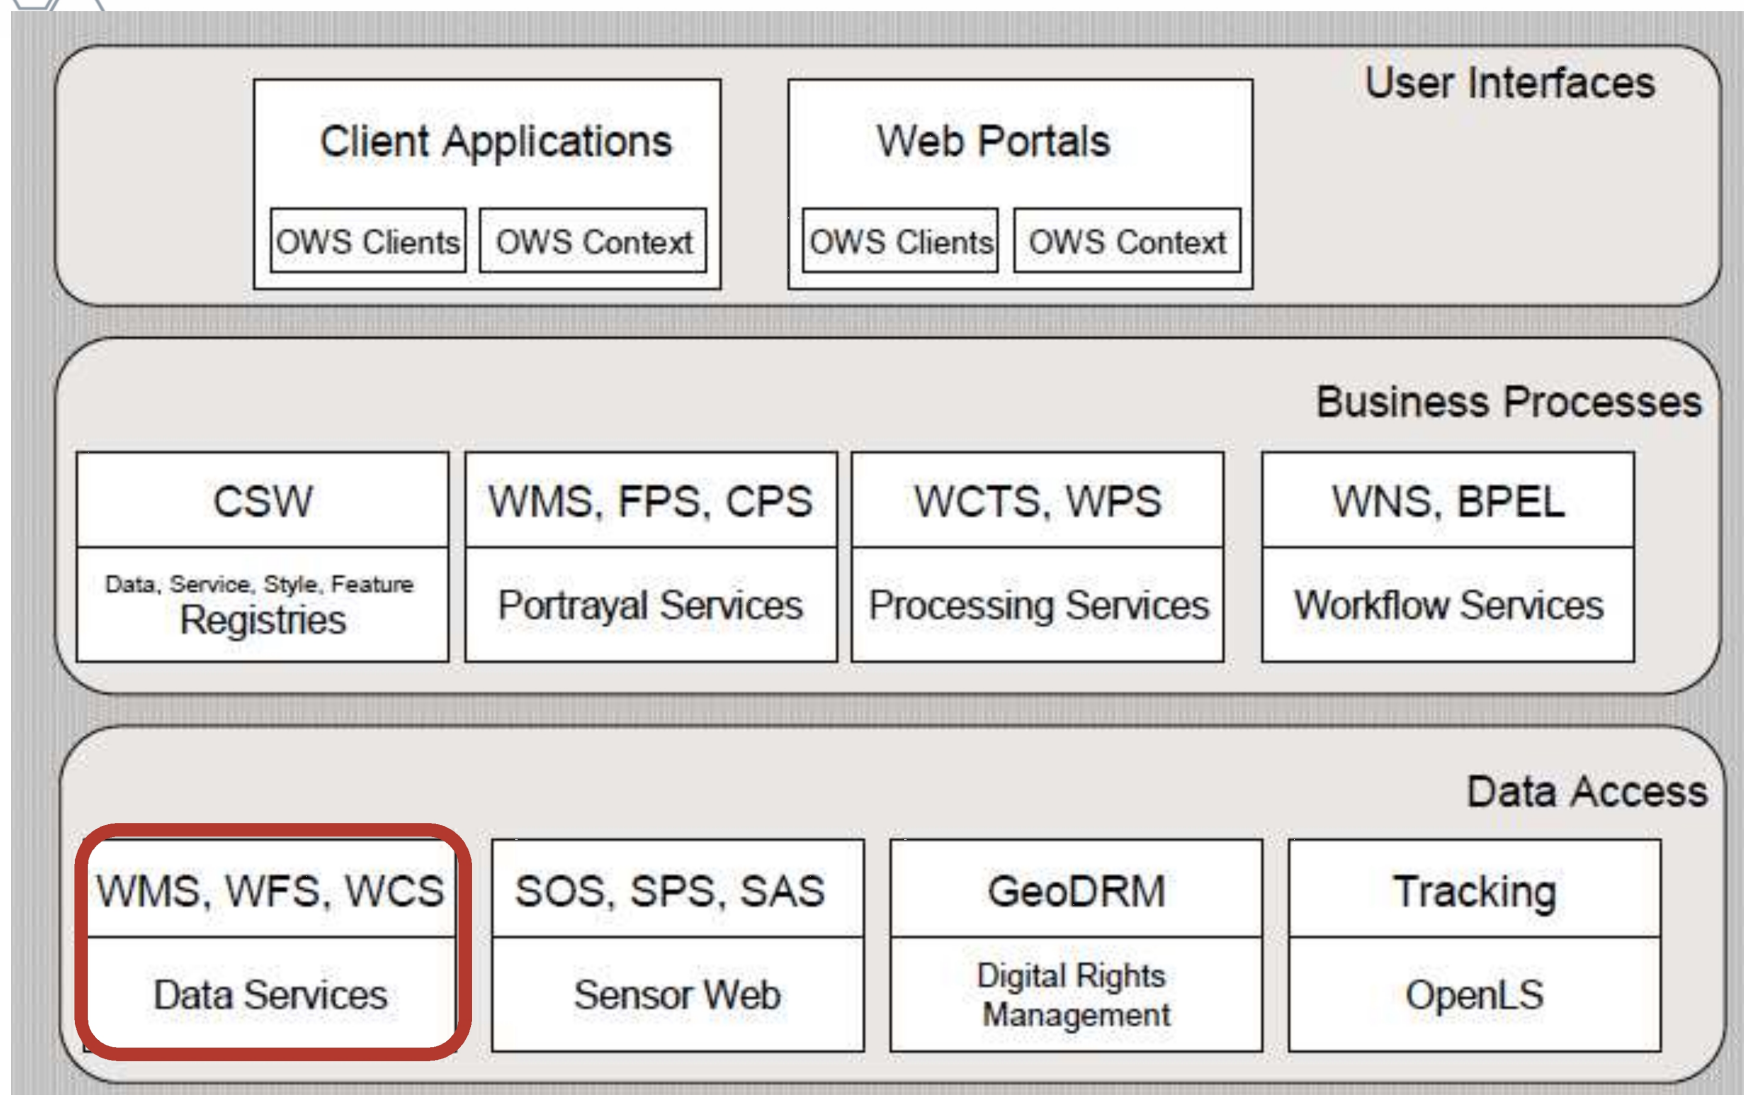 User Interfaces
Client Applications
OWS Clients
OWS Context
Web Portals
OWS Clients
OWS Context
Business Processes
CSW
Data, Service, Style, Feature
Registries
WMS, FPS, CPS
Portrayal Services
WCTS, WPS
Processing Services
WNS, BPEL
Workflow Services
Data Access
WMS, WFS, WCS
Data Services
SOS, SPS, SAS
Sensor Web
GeoDRM
Digital Rights
Management
Tracking
OpenLS